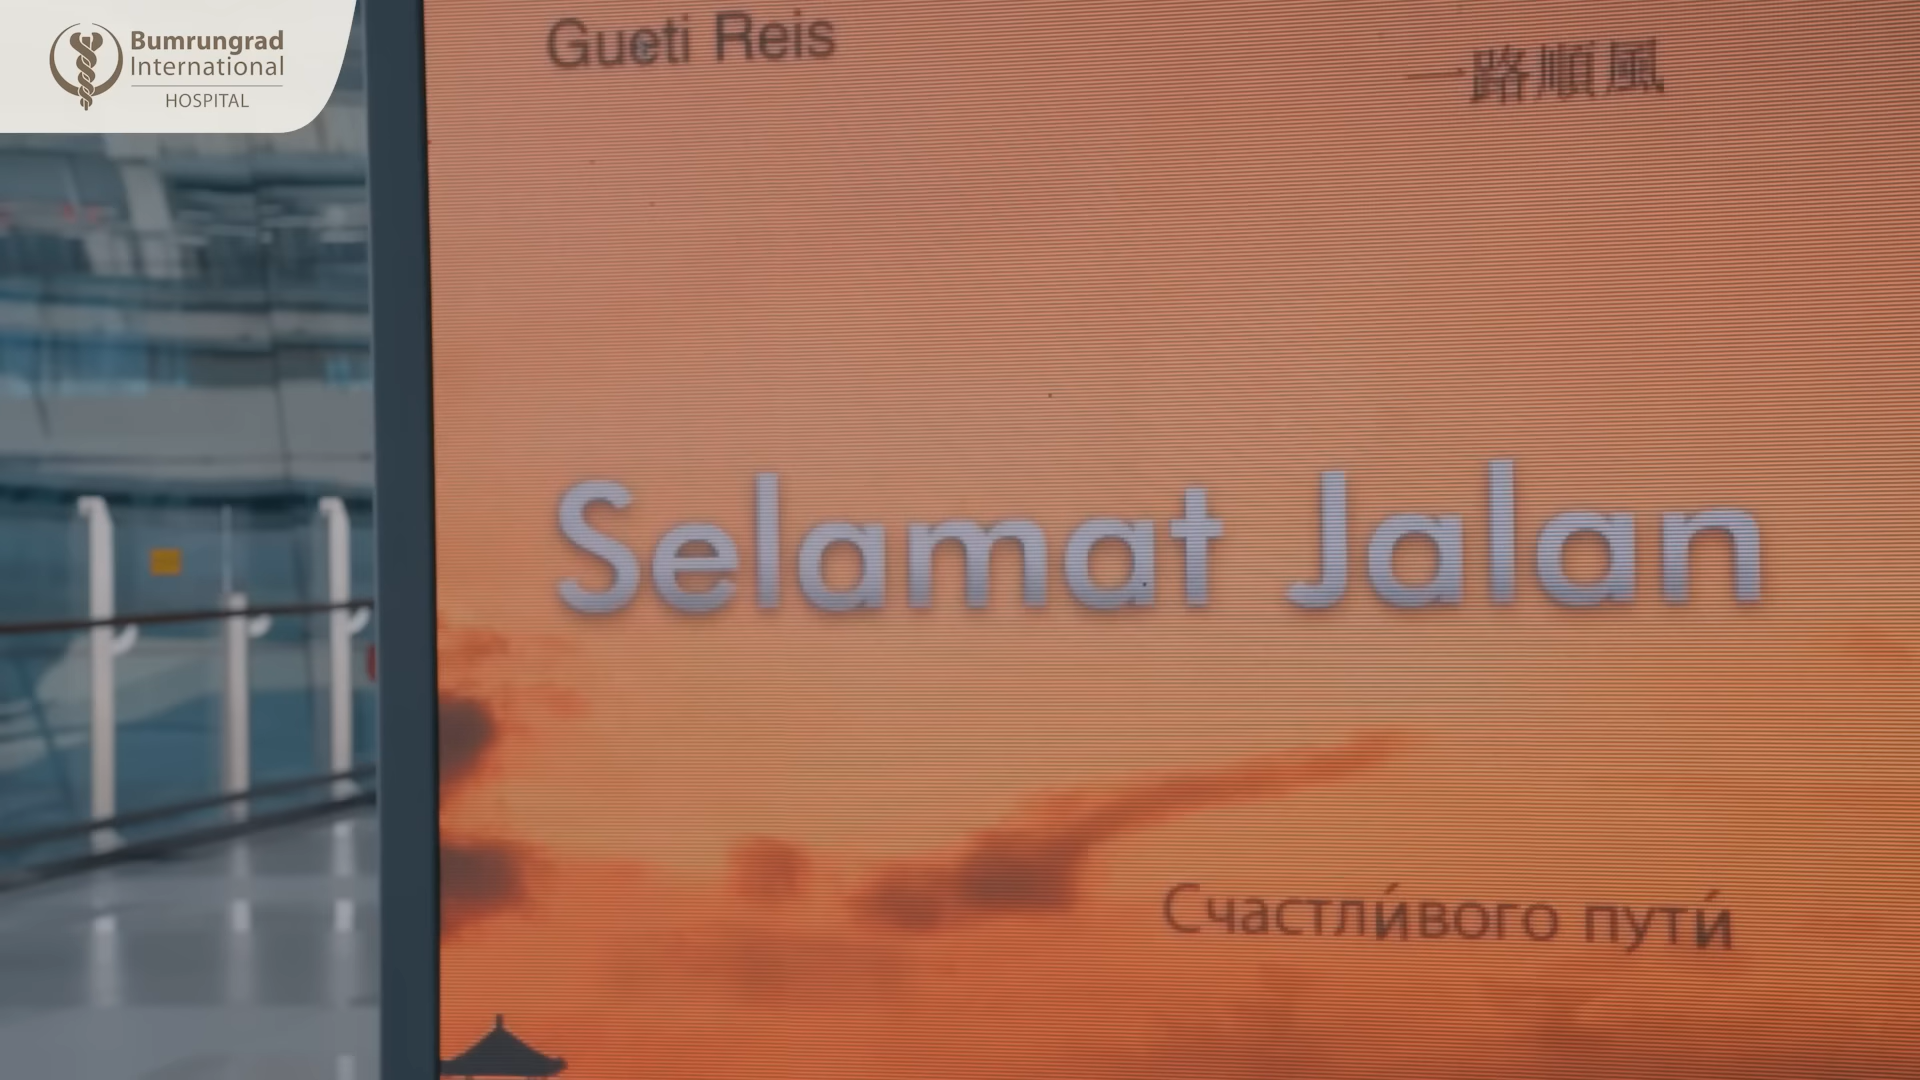 Bumrungrad
International
HOSPITAL
Gueti Reis
一路順風
Selamat Jalan
Счастли́вого пути́